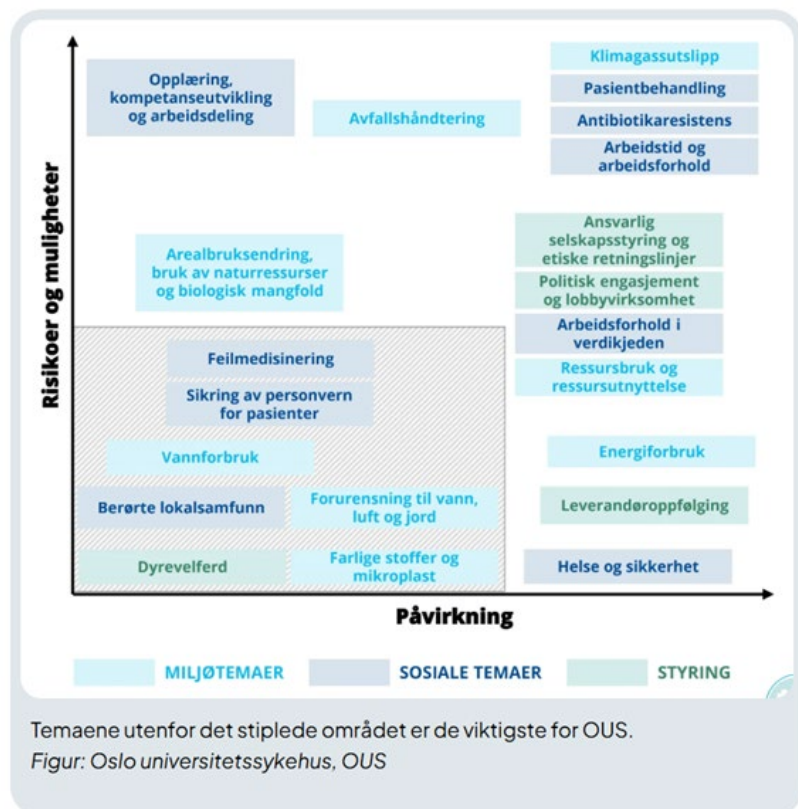 Opplæring,
kompetanseutvikling
og arbeidsdeling
Avfallshåndtering
Klimagassutslipp
Pasientbehandling
Antibiotikaresistens
Arbeidstid og
arbeidsforhold
Arealbruksendring,
bruk av naturressurser
og biologisk mangfold
Ansvarlig
selskapsstyring og
etiske retningslinjer
Politisk engasjement
og lobbyvirksomhet
Arbeidsforhold i
verdikjeden
Ressursbruk og
ressursutnyttelse
Feilmedisinering
Sikring av personvern
for pasienter
Vannforbruk
Energiforbruk
Berørte lokalsamfunn
Forurensning til vann,
luft og jord
Leverandøroppfølging
Dyrevelferd
Farlige stoffer og
mikroplast
Helse og sikkerhet
Risikoer og muligheter
Påvirkning
MILJØTEMAER
SOSIALE TEMAER
STYRING
Temaene utenfor det stiplede området er de viktigste for OUS.
Figur: Oslo universitetssykehus, OUS